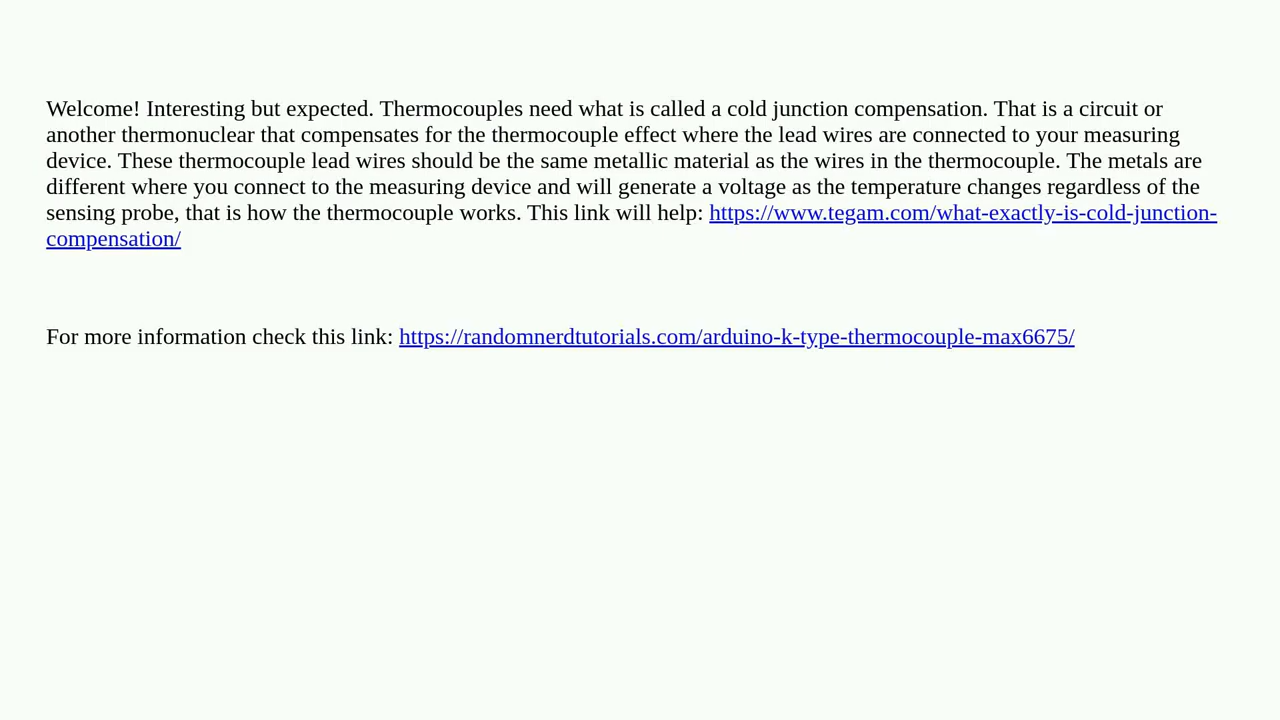 Welcome! Interesting but expected. Thermocouples need what is called a cold junction compensation. That is a circuit or
another thermonuclear that compensates for the thermocouple effect where the lead wires are connected to your measuring
device. These thermocouple lead wires should be the same metallic material as the wires in the thermocouple. The metals are
different where you connect to the measuring device and will generate a voltage as the temperature changes regardless of the
sensing probe, that is how the thermocouple works. This link will help: https://www.tegam.com/what-exactly-is-cold-junction-
compensation/
For more information check this link: https://randomnerdtutorials.com/arduino-k-type-thermocouple-max6675/